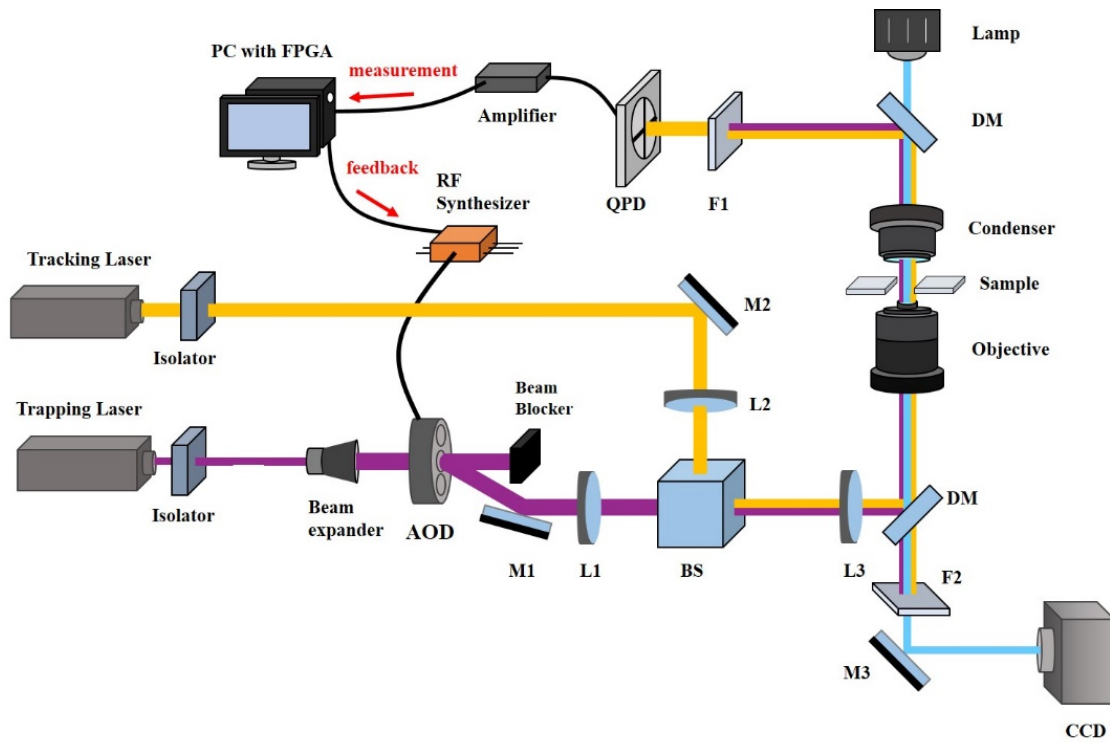 Lamp
PC with FPGA
measurement
Amplifier
DM
QPD
F1
feedback
RF
Synthesizer
Condenser
Tracking Laser
Sample
M2
Isolator
Objective
Trapping Laser
Beam
Blocker
L2
Isolator
Beam
expander
AOD
M1
L1
BS
L3
DM
F2
M3
CCD